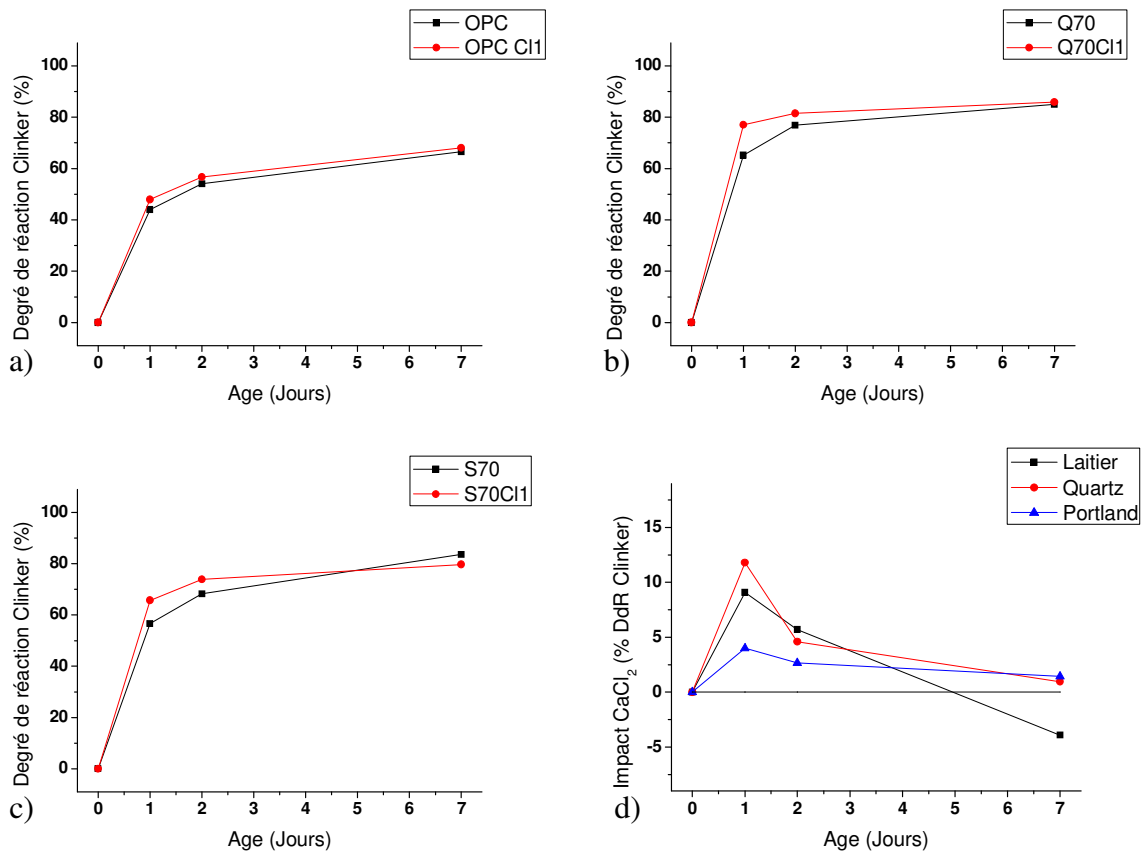 OPC
OPC Cl1
Degré de réaction Clinker (%)
100
80
60
40
20
0
0 1 2 3 4 5 6 7
Age (Jours)
a)
Q70
Q70Cl1
Degré de réaction Clinker (%)
100
80
60
40
20
0
0 1 2 3 4 5 6 7
Age (Jours)
b)
S70
S70Cl1
Degré de réaction Clinker (%)
100
80
60
40
20
0
0 1 2 3 4 5 6 7
Age (Jours)
c)
Laitier
Quartz
Portland
Impact CaCl₂ (% DdR Clinker)
15
10
5
0
-5
0 1 2 3 4 5 6 7
Age (Jours)
d)